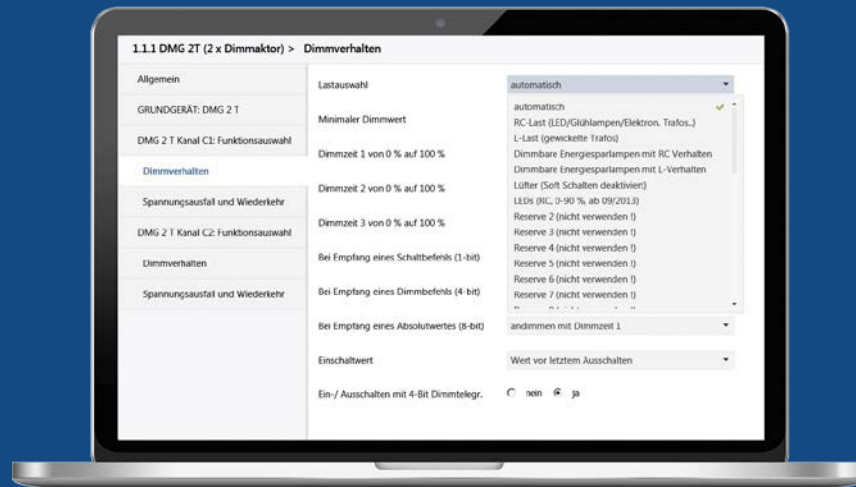 1.1.1 DMG 2T (2 x Dimmaktor) > Dimmverhalten
Allgemein
GRUNDGERÄT: DMG 2 T
DMG 2 T Kanal C1: Funktionsauswahl
Dimmverhalten
Spannungsausfall und Wiederkehr
DMG 2 T Kanal C2: Funktionsauswahl
Dimmverhalten
Spannungsausfall und Wiederkehr
Lastauswahl
automatisch
automatisch
RC-Last (LED/Glühlampen/Elektron. Trafos..)
L-Last (gewickelte Trafos)
Dimmbare Energiesparlampen mit RC Verhalten
Dimmbare Energiesparlampen mit L-Verhalten
Lüfter (Soft Schalten deaktiviert)
LEDs (RC, 0-90 %, ab 09/2013)
Reserve 2 (nicht verwenden !)
Reserve 3 (nicht verwenden !)
Reserve 4 (nicht verwenden !)
Reserve 5 (nicht verwenden !)
Reserve 6 (nicht verwenden !)
Reserve 7 (nicht verwenden !)
Minimaler Dimmwert
Dimmzeit 1 von 0 % auf 100 %
Dimmzeit 2 von 0 % auf 100 %
Dimmzeit 3 von 0 % auf 100 %
Bei Empfang eines Schaltbefehls (1-bit)
Bei Empfang eines Dimmbefehls (4-bit)
Bei Empfang eines Absolutwertes (8-bit)
andimmen mit Dimmzeit 1
Einschaltwert
Wert vor letztem Ausschalten
Ein-/ Ausschalten mit 4-Bit Dimmtelegr.
nein ja